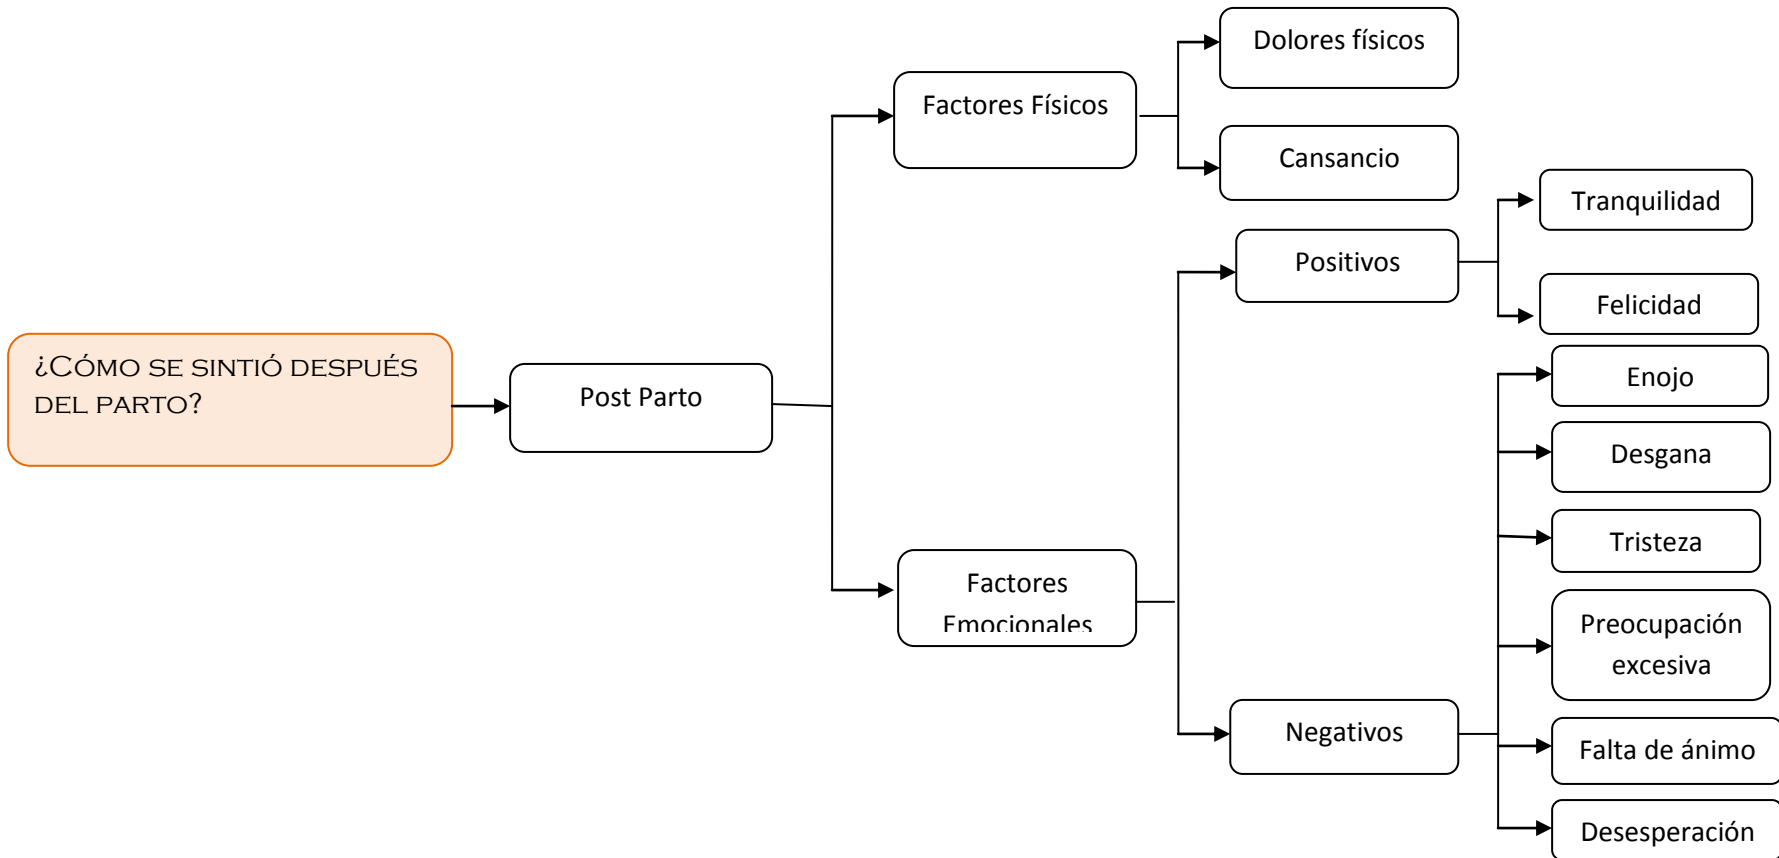 ¿Cómo se sintió después
del parto?
Post Parto
Factores Físicos
Dolores físicos
Cansancio
Factores
Emocionales
Positivos
Tranquilidad
Felicidad
Negativos
Enojo
Desgana
Tristeza
Preocupación
excesiva
Falta de ánimo
Desesperación